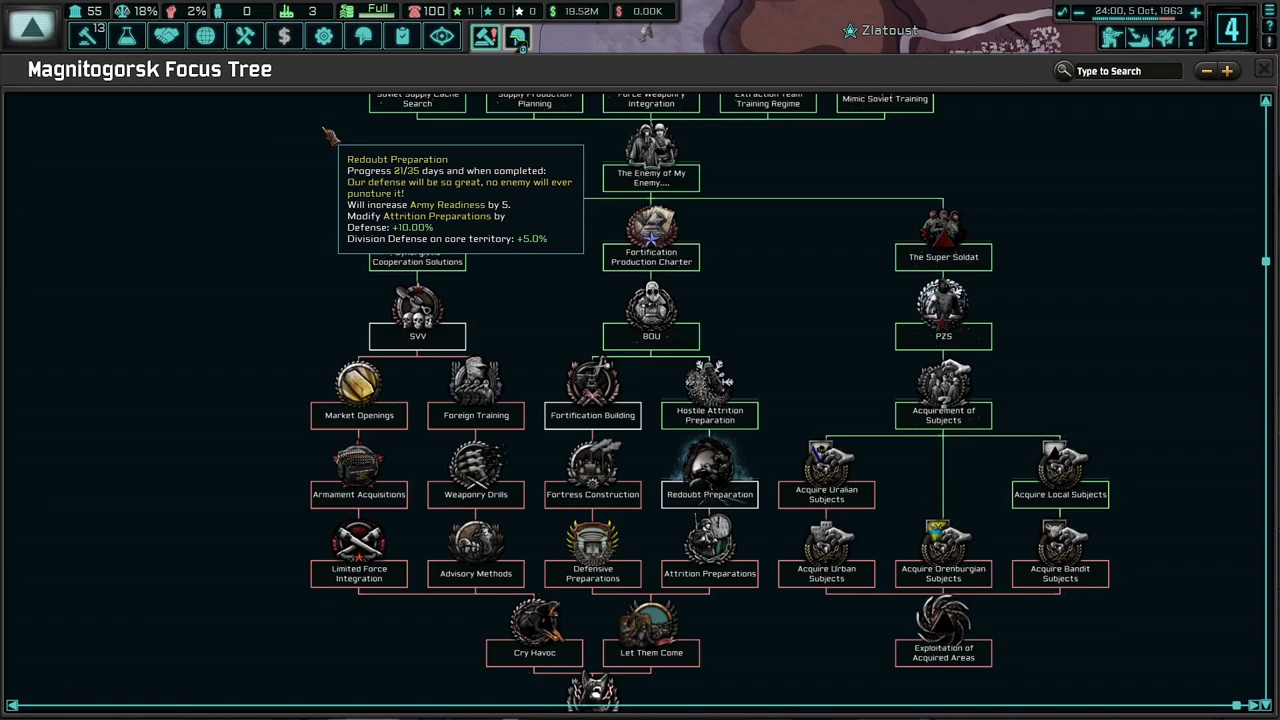 55 18% 2% 0 3 Full 100 11 0 0 $ 19.52M $ 0.00K
24:00, 5 Oct, 1963
13
4
Zlatoust
Magnitogorsk Focus Tree
Type to Search
Soviet Supply Cache Search
Supply Production Planning
Force Weaponry Integration
Extraction Team Training Regime
Mimic Soviet Training
The Enemy of My Enemy....
Redoubt Preparation
Progress 21/35 days and when completed:
Our defense will be so great, no enemy will ever
puncture it!
Will increase Army Readiness by 5.
Modify Attrition Preparations by
Defense: +10.00%
Division Defense on core territory: +5.0%
Synergistic Cooperation Solutions
Fortification Production Charter
The Super Soldat
SVV
BOU
PZS
Market Openings
Foreign Training
Fortification Building
Hostile Attrition Preparation
Acquirement of Subjects
Armament Acquisitions
Weaponry Drills
Fortress Construction
Redoubt Preparation
Acquire Uralian Subjects
Acquire Local Subjects
Limited Force Integration
Advisory Methods
Defensive Preparations
Attrition Preparations
Acquire Urban Subjects
Acquire Orenburgian Subjects
Acquire Bandit Subjects
Cry Havoc
Let Them Come
Exploitation of Acquired Areas